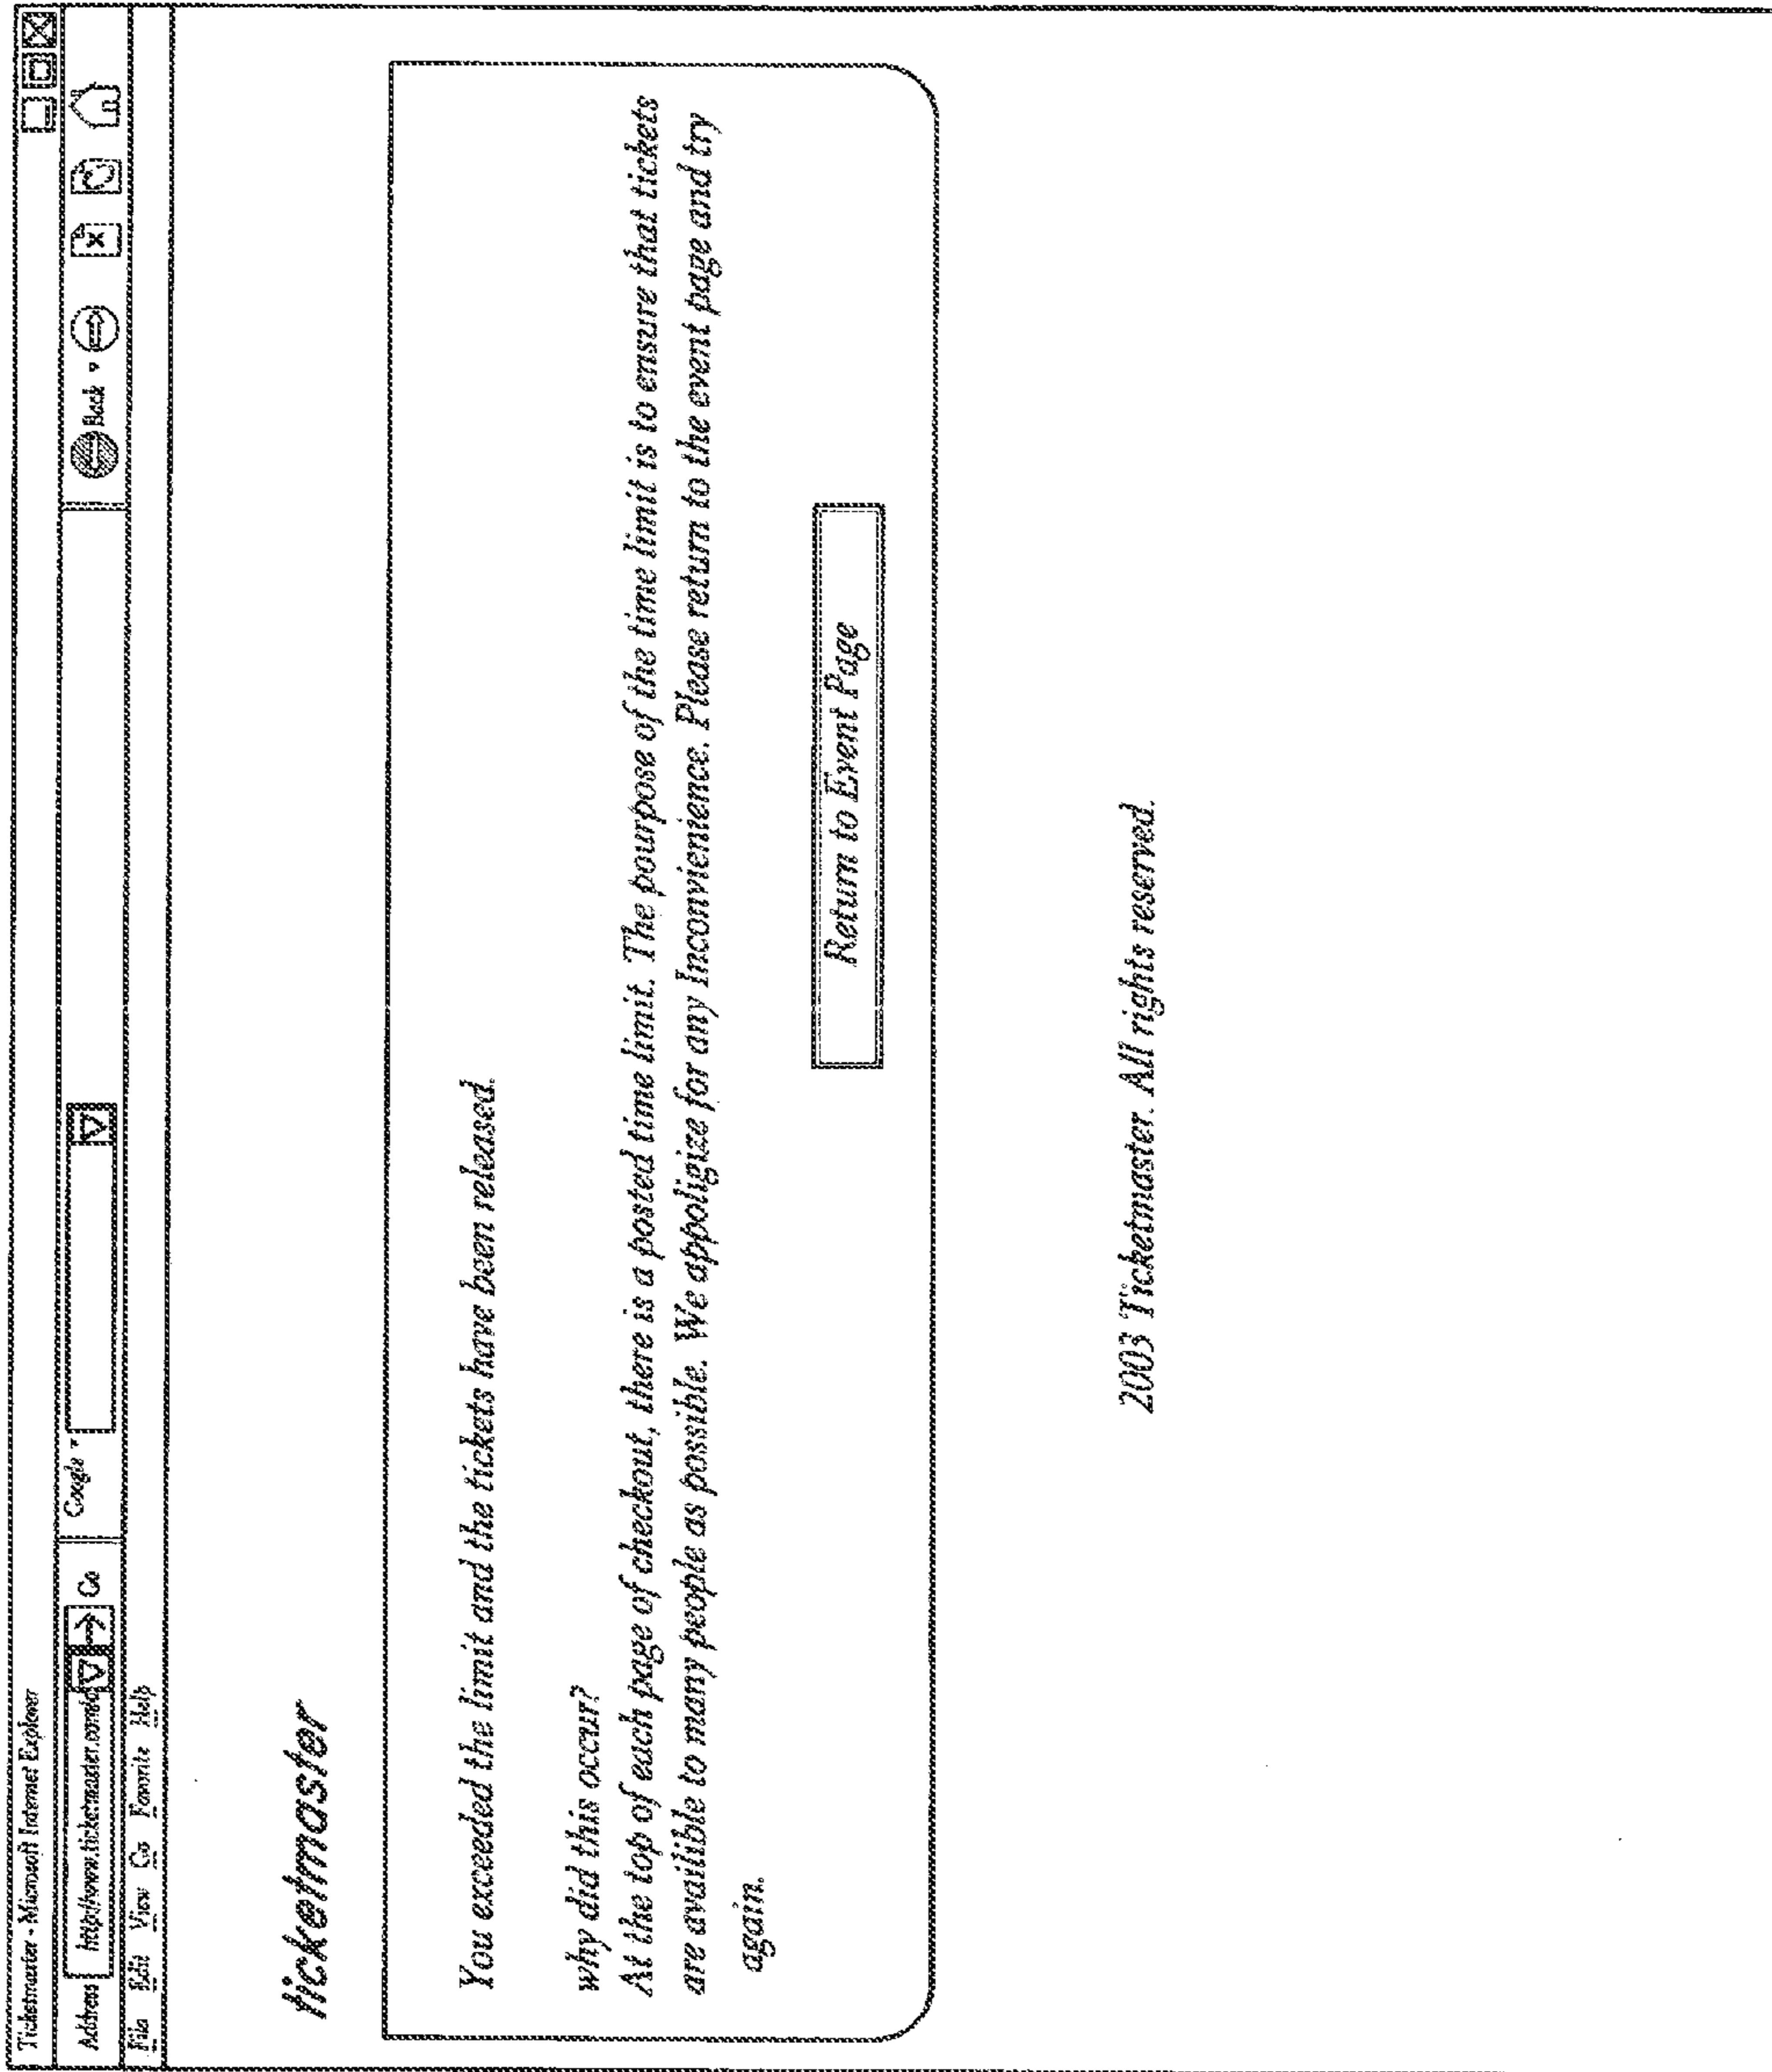 Ticketmaster - Microsoft Internet Explorer
Address http://www.ticketmaster.com/c Go Google Back
File Edit View Go Favorite Help
ticketmaster
You exceeded the limit and the tickets have been released.
why did this occur?
At the top of each page of checkout, there is a posted time limit. The pourpose of the time limit is to ensure that tickets
are availible to many people as possible. We appoligize for any Inconvienience. Please return to the event page and try
again.
Return to Event Page
2003 Ticketmaster. All rights reserved.